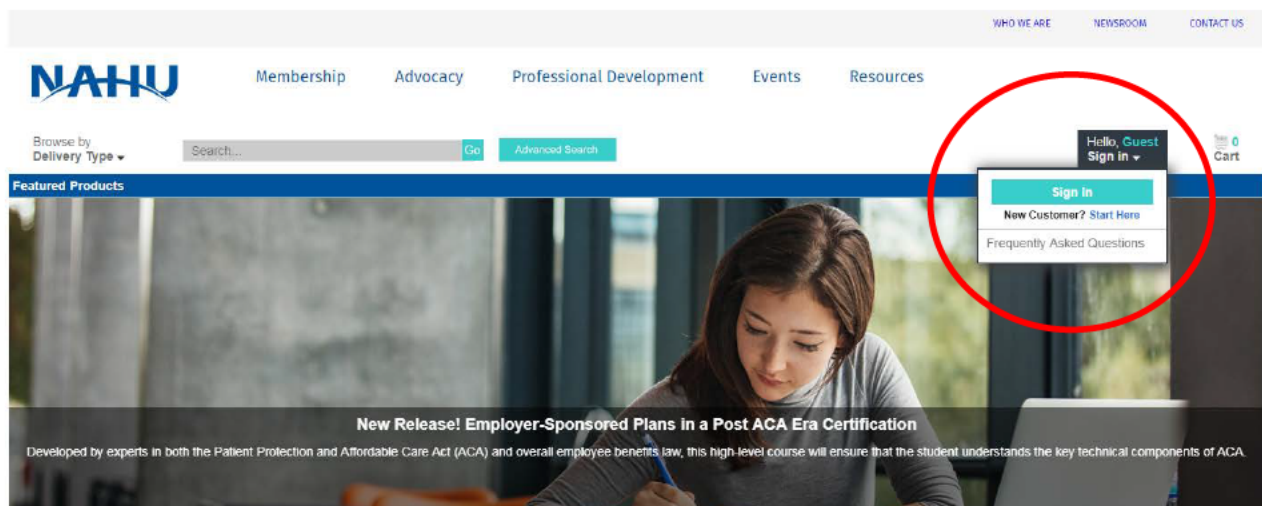 WHO WE ARE NEWSROOM CONTACT US
NAHU Membership Advocacy Professional Development Events Resources
Browse by
Delivery Type
Search...
Go
Advanced Search
Hello, Guest
Sign in
0
Cart
Featured Products
Sign In
New Customer? Start Here
Frequently Asked Questions
New Release! Employer-Sponsored Plans in a Post ACA Era Certification
Developed by experts in both the Patient Protection and Affordable Care Act (ACA) and overall employee benefits law, this high-level course will ensure that the student understands the key technical components of ACA.